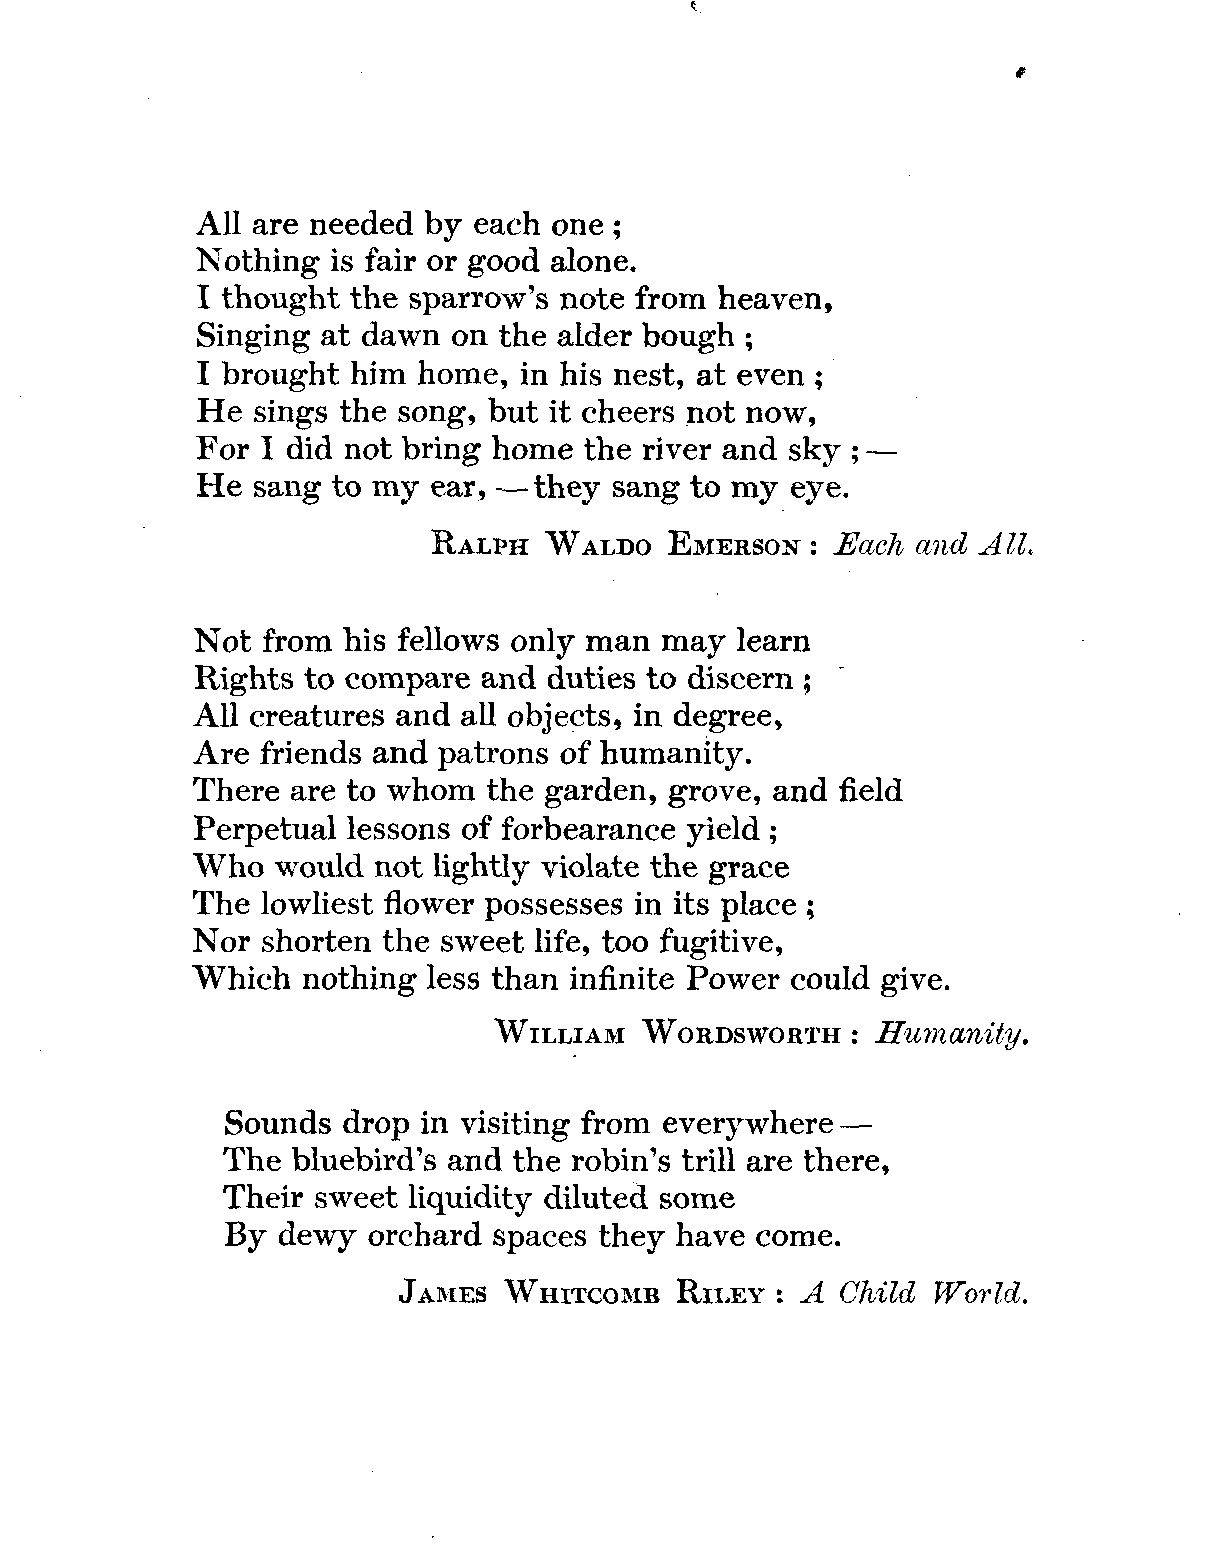 All are needed by each one ;
Nothing is fair or good alone.
I thought the sparrow's note from heaven,
Singing at dawn on the alder bough ;
I brought him home, in his nest, at even ;
He sings the song, but it cheers not now,
For I did not bring home the river and sky ; —
He sang to my ear, — they sang to my eye.
RALPH WALDO EMERSON : Each and All.
Not from his fellows only man may learn
Rights to compare and duties to discern ;
All creatures and all objects, in degree,
Are friends and patrons of humanity.
There are to whom the garden, grove, and field
Perpetual lessons of forbearance yield ;
Who would not lightly violate the grace
The lowliest flower possesses in its place ;
Nor shorten the sweet life, too fugitive,
Which nothing less than infinite Power could give.
WILLIAM WORDSWORTH : Humanity.
Sounds drop in visiting from everywhere —
The bluebird's and the robin's trill are there,
Their sweet liquidity diluted some
By dewy orchard spaces they have come.
JAMES WHITCOMB RILEY : A Child World.